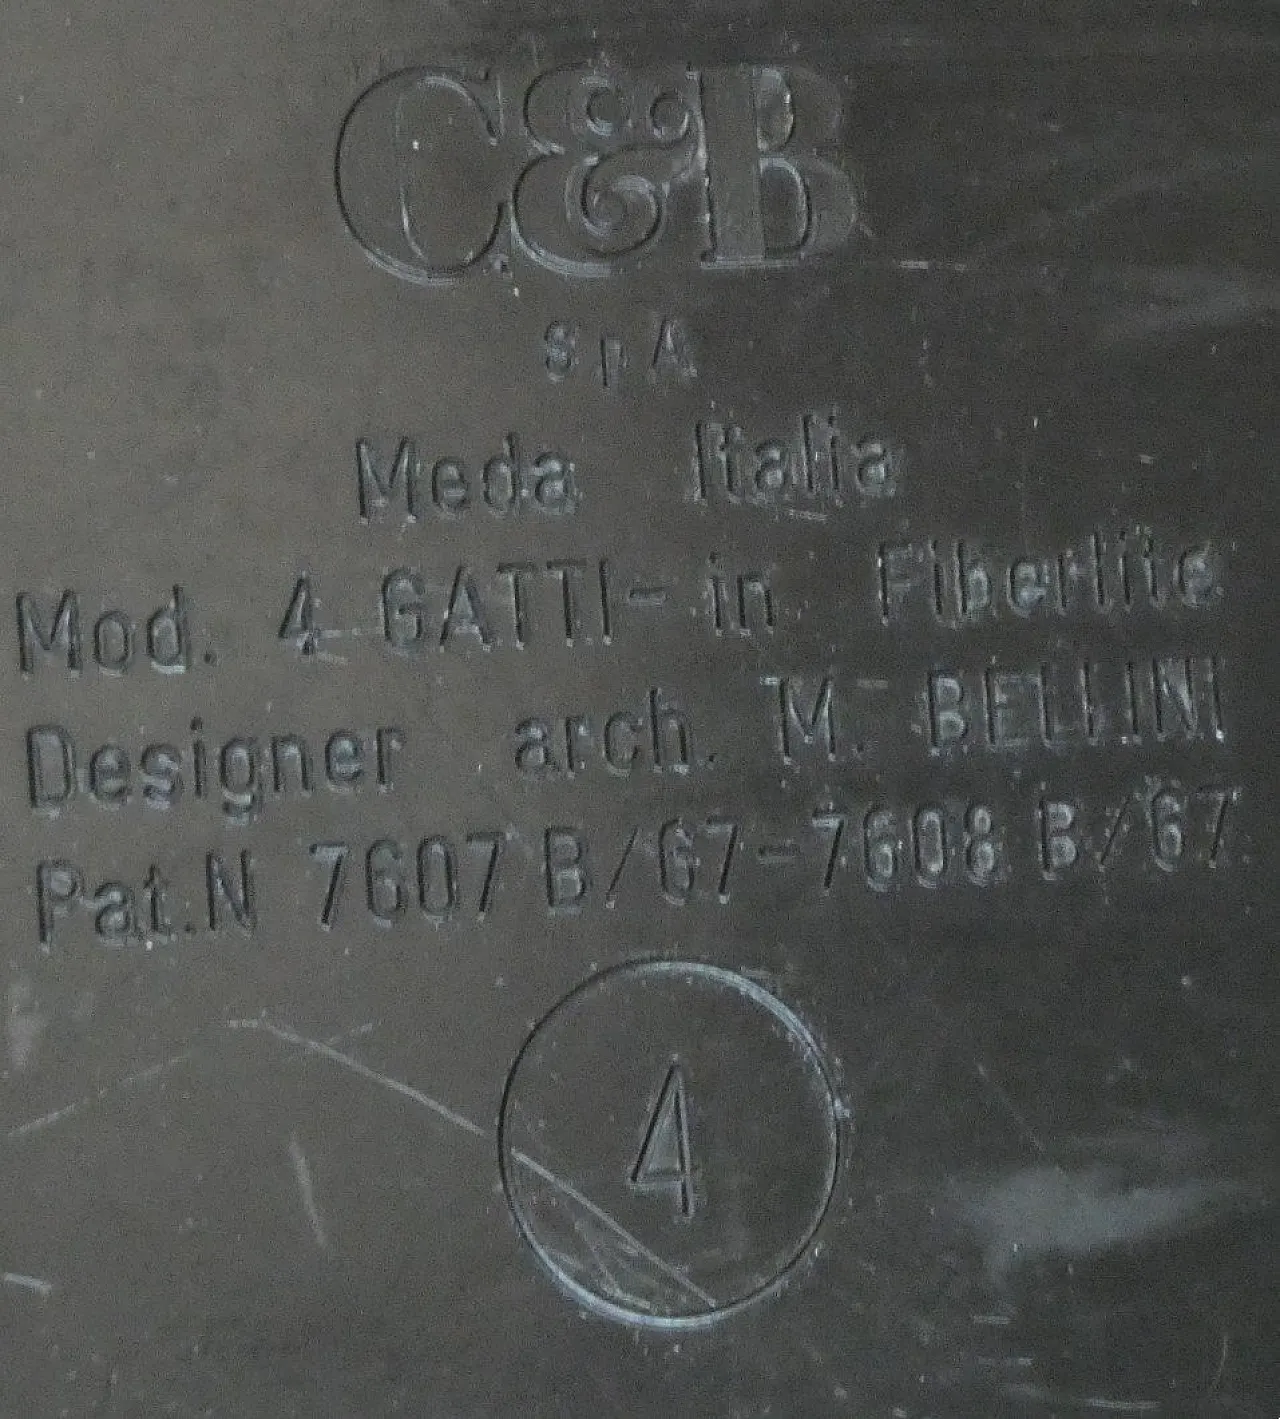 C&B
SpA
Meda Italia
Mod. 4 GATTI - in Fiberlite
Designer arch. M. BELLINI
Pat.N 7607 B/67-7608 B/67
4